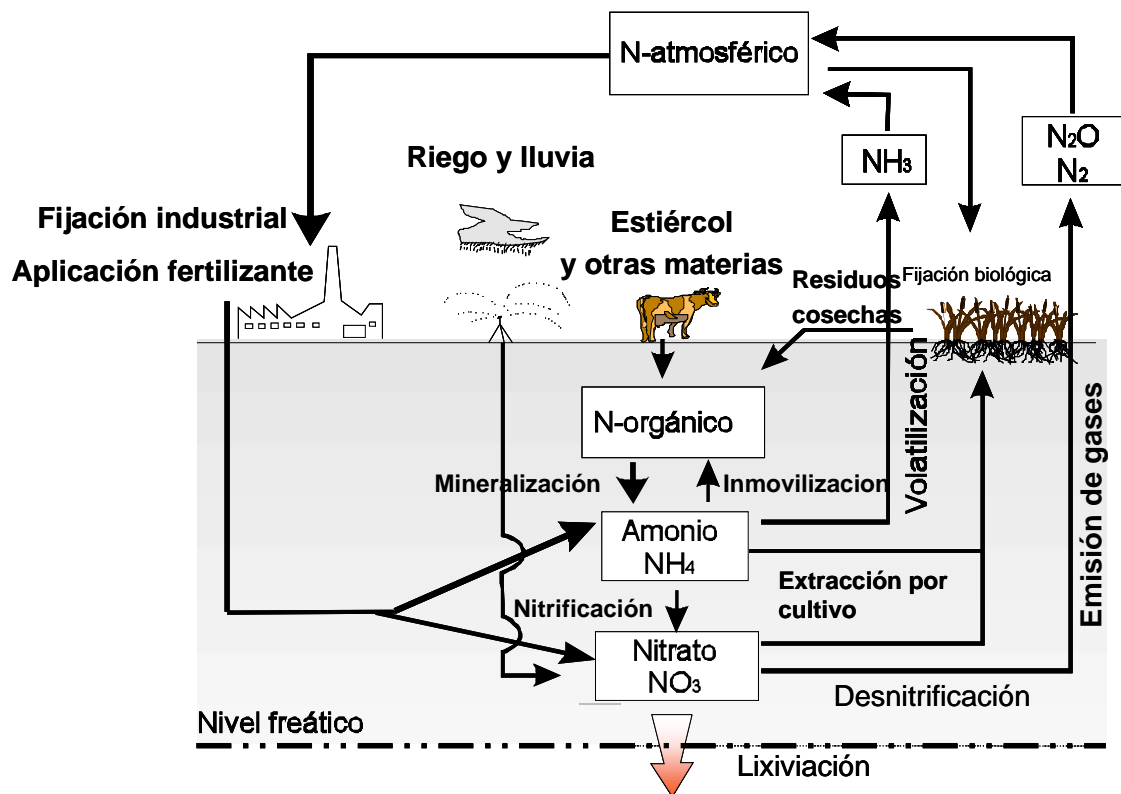 N-atmosférico
N₂O
N₂
NH₃
Riego y lluvia
Fijación industrial
Aplicación fertilizante
Estiércol
y otras materias
Residuos
cosechas
Fijación biológica
N-orgánico
Volatilización
Emisión de gases
Mineralización
Inmovilizacion
Amonio
NH₄
Extracción por
cultivo
Nitrificación
Nitrato
NO₃
Desnitrificación
Nivel freático
Lixiviación